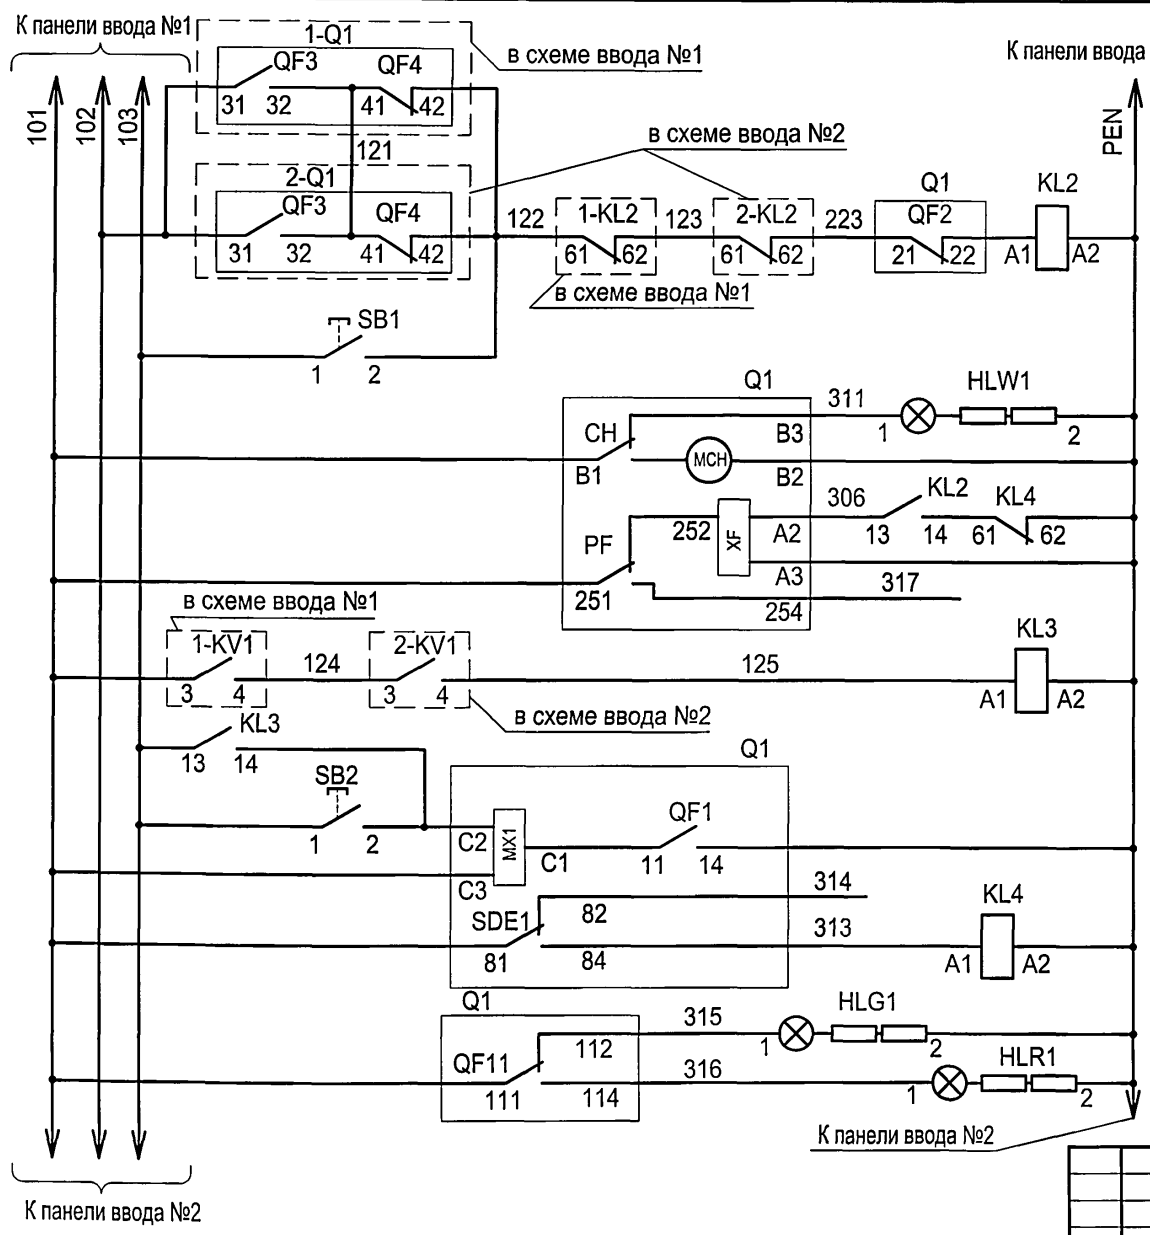 К панели ввода №1
1-Q1
QF3
QF4
31 32 41 42
в схеме ввода №1
К панели ввода
101
102
103
PEN
121
в схеме ввода №2
2-Q1
QF3
QF4
31 32 41 42
122
1-KL2
61 62
123
2-KL2
61 62
223
Q1
QF2
21 22
KL2
A1 A2
в схеме ввода №1
SB1
1 2
Q1
311
HLW1
1 2
CH
B3
B1
МСН
B2
306
KL2
KL4
252
XF
A2
13 14 61 62
PF
A3
317
251
254
в схеме ввода №1
1-KV1
3 4
124
2-KV1
3 4
125
KL3
A1 A2
в схеме ввода №2
KL3
13 14
SB2
1 2
Q1
QF1
C2
MX1
C1
11 14
C3
314
SDE1
82
313
KL4
81
84
A1 A2
Q1
315
HLG1
112
1 2
QF11
316
HLR1
111
114
1 2
К панели ввода №2
К панели ввода №2